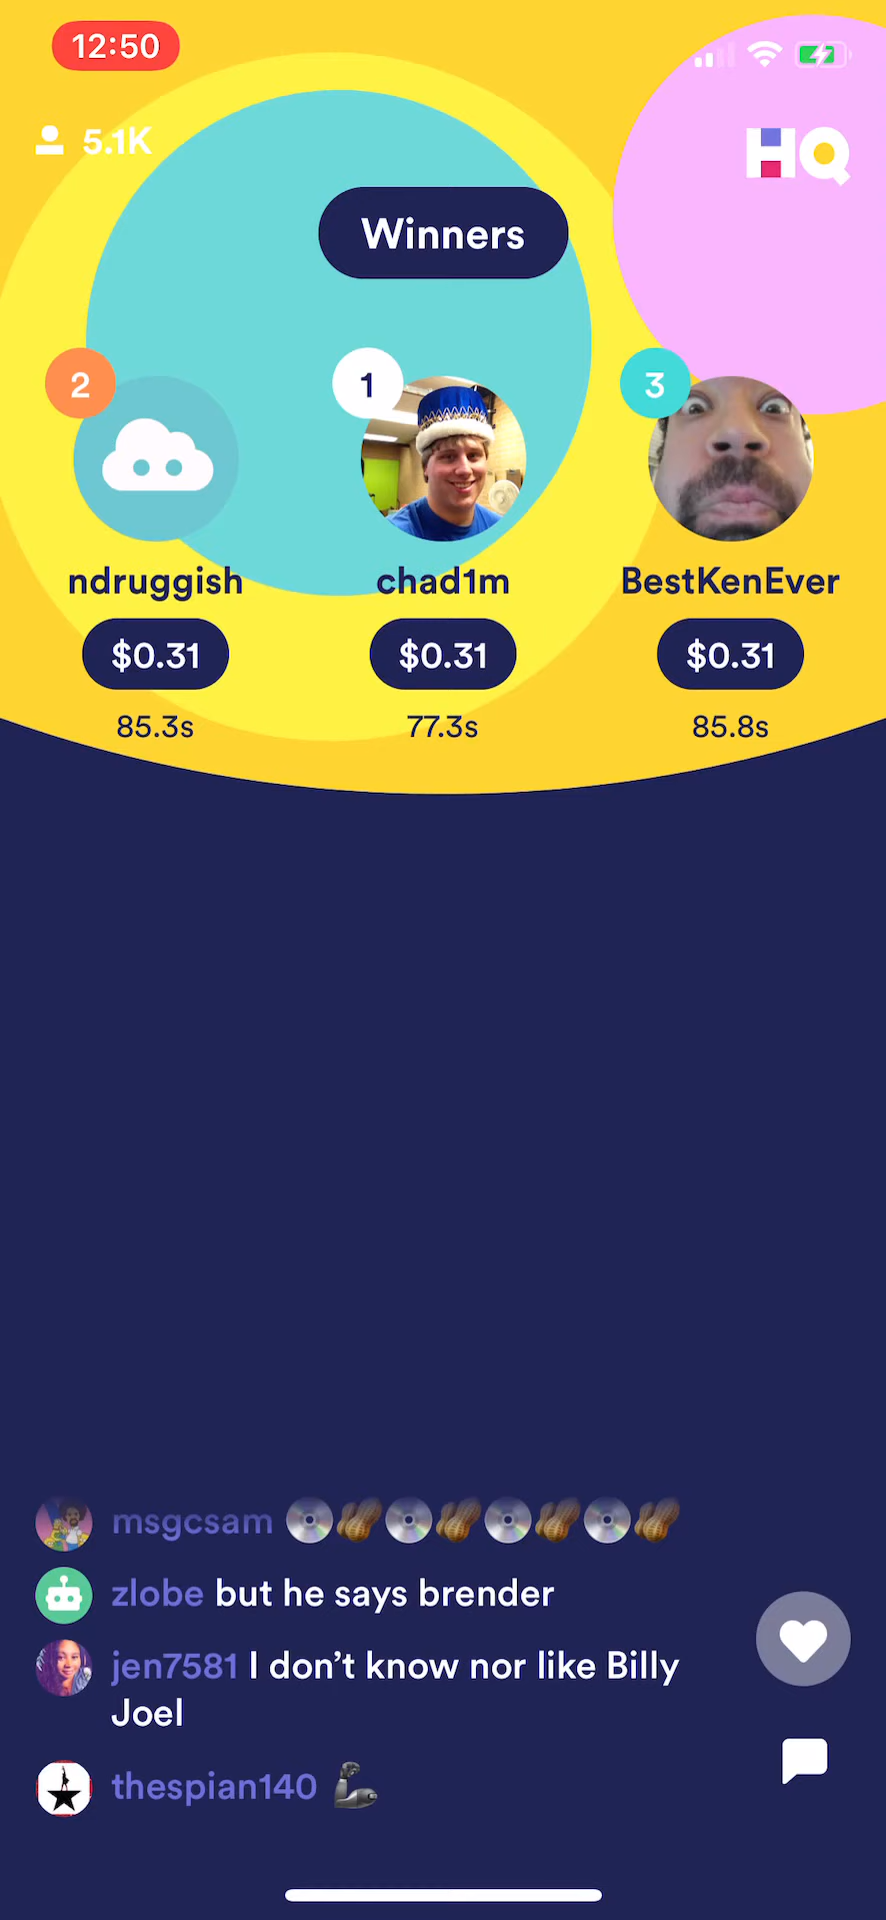 12:50
5.1K
HQ
Winners
2
1
3
ndruggish
chad1m
BestKenEver
$0.31
$0.31
$0.31
85.3s
77.3s
85.8s
msgcsam
zlobe but he says brender
jen7581 I don’t know nor like Billy
Joel
thespian140